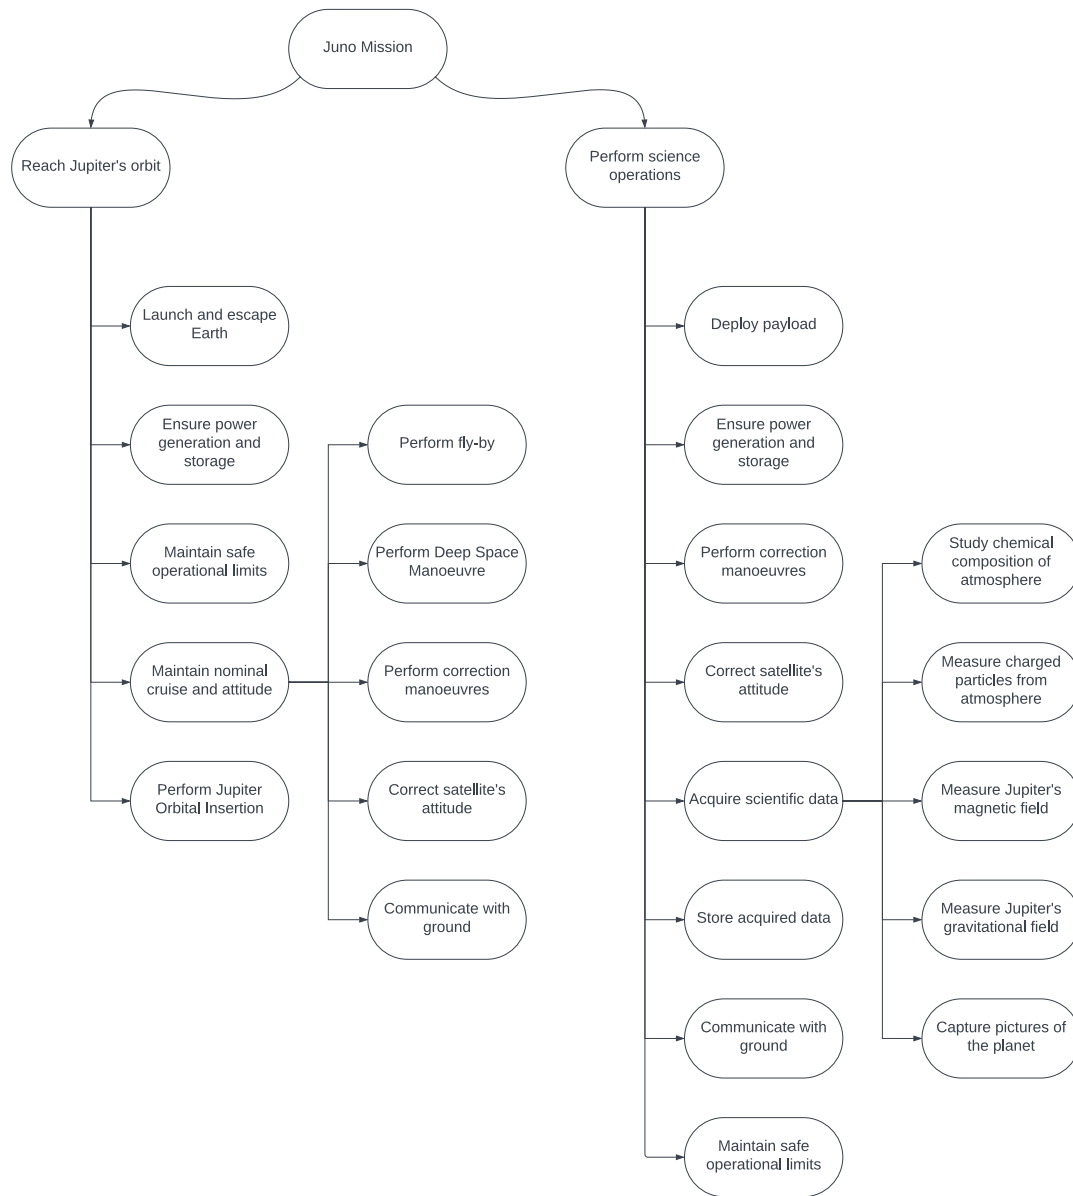 Juno Mission
Reach Jupiter's orbit
Perform science
operations
Launch and escape
Earth
Ensure power
generation and
storage
Maintain safe
operational limits
Maintain nominal
cruise and attitude
Perform Jupiter
Orbital Insertion
Perform fly-by
Perform Deep Space
Manoeuvre
Perform correction
manoeuvres
Correct satellite's
attitude
Communicate with
ground
Deploy payload
Ensure power
generation and
storage
Perform correction
manoeuvres
Correct satellite's
attitude
Acquire scientific data
Store acquired data
Communicate with
ground
Maintain safe
operational limits
Study chemical
composition of
atmosphere
Measure charged
particles from
atmosphere
Measure Jupiter's
magnetic field
Measure Jupiter's
gravitational field
Capture pictures of
the planet